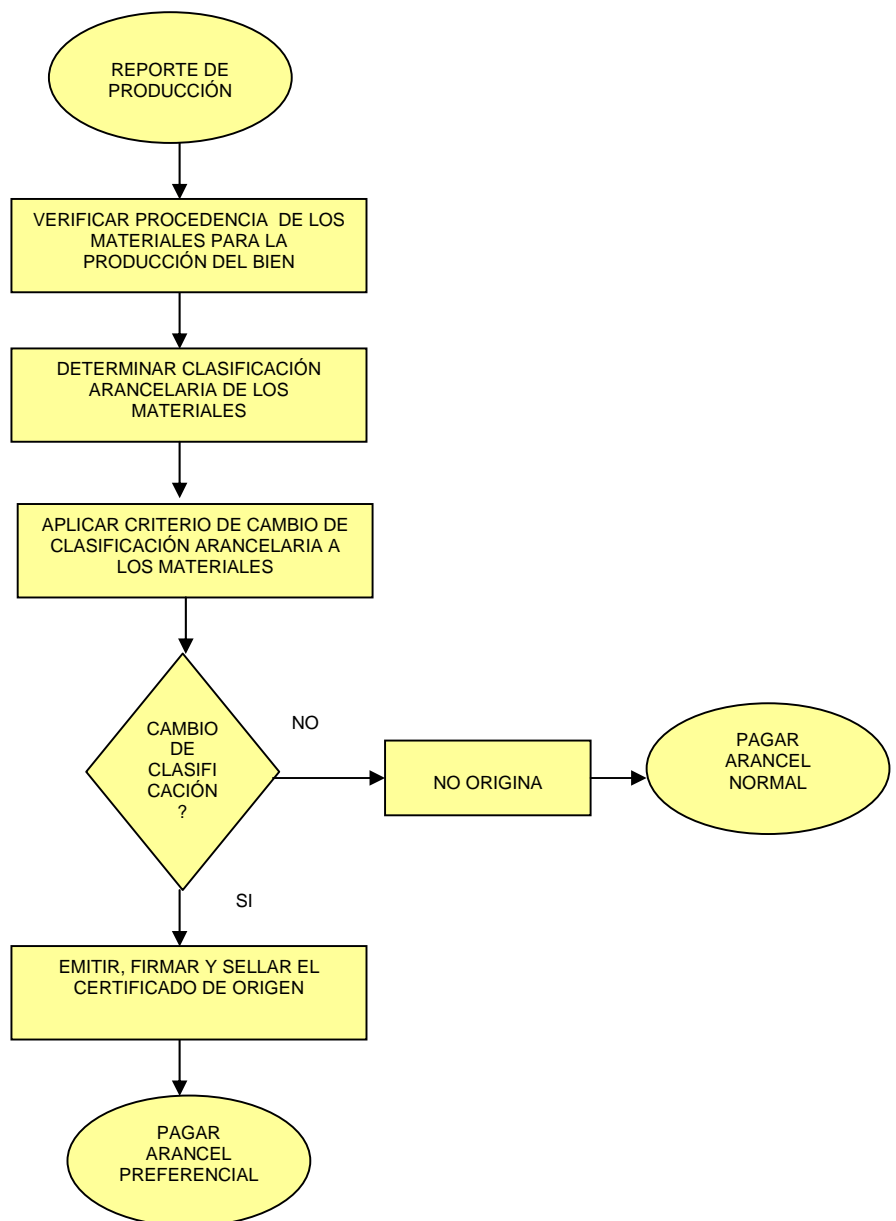 REPORTE DE
PRODUCCIÓN
VERIFICAR PROCEDENCIA DE LOS
MATERIALES PARA LA
PRODUCCIÓN DEL BIEN
DETERMINAR CLASIFICACIÓN
ARANCELARIA DE LOS
MATERIALES
APLICAR CRITERIO DE CAMBIO DE
CLASIFICACIÓN ARANCELARIA A
LOS MATERIALES
CAMBIO
DE
CLASIFI
CACIÓN
?
NO
NO ORIGINA
PAGAR
ARANCEL
NORMAL
SI
EMITIR, FIRMAR Y SELLAR EL
CERTIFICADO DE ORIGEN
PAGAR
ARANCEL
PREFERENCIAL